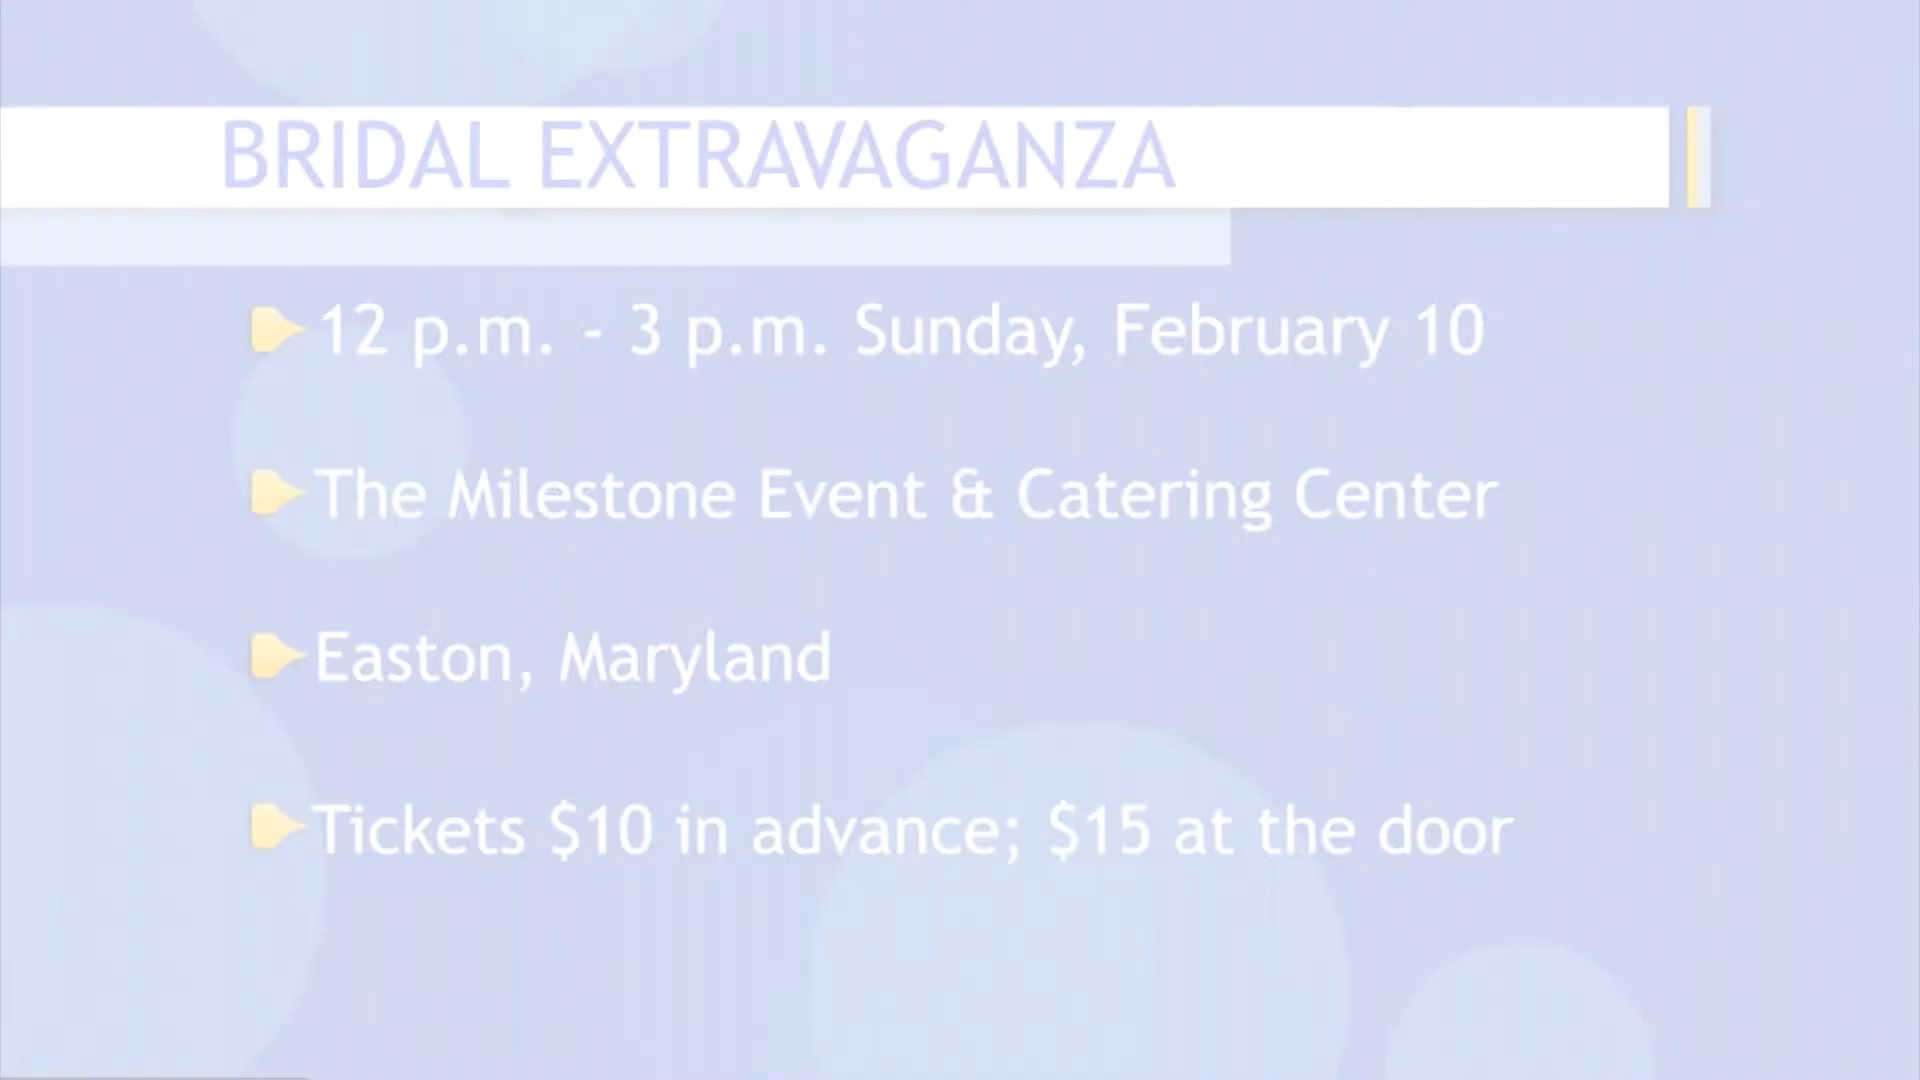 BRIDAL EXTRAVAGANZA
12 p.m. - 3 p.m. Sunday, February 10
The Milestone Event & Catering Center
Easton, Maryland
Tickets $10 in advance; $15 at the door